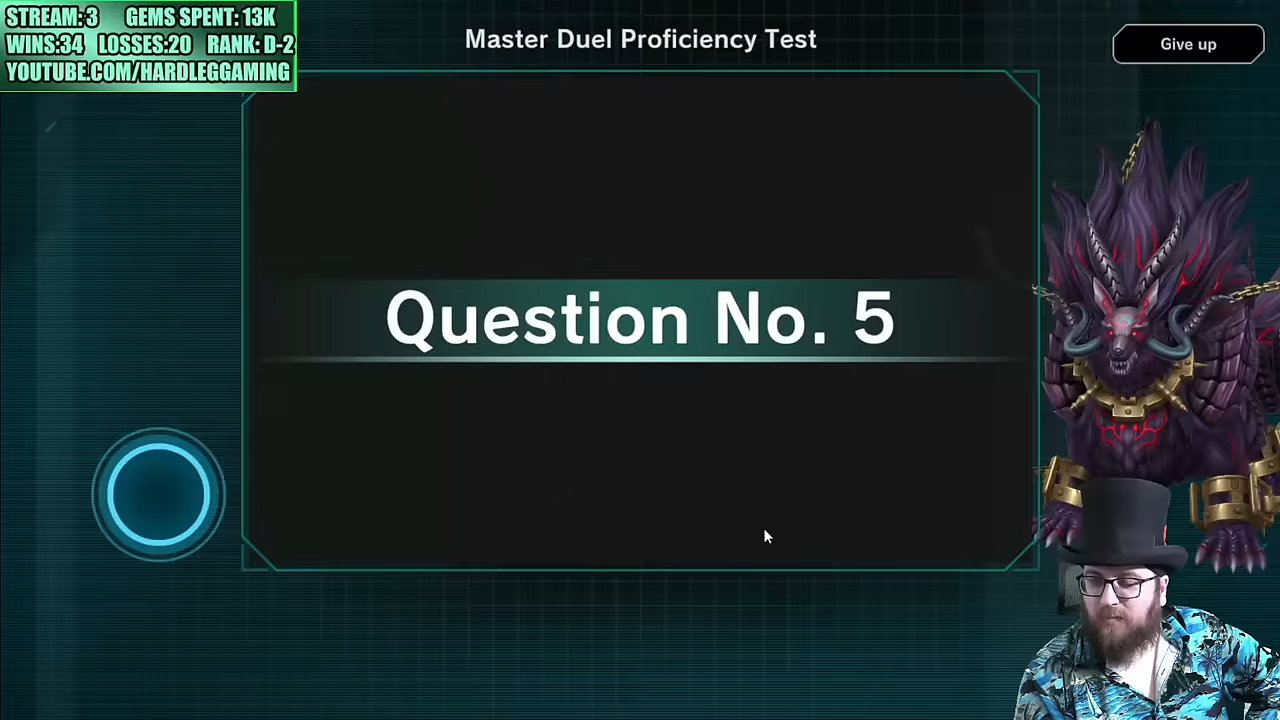 STREAM: 3 GEMS SPENT: 13K
WINS:34 LOSSES:20 RANK: D-2
YOUTUBE.COM/HARDLEGGAMING
Master Duel Proficiency Test
Give up
Question No. 5